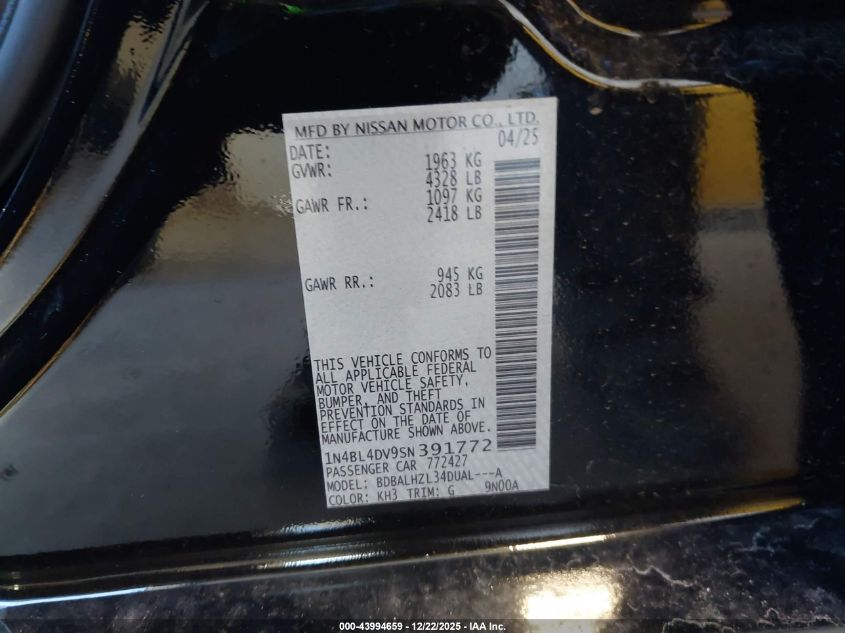 MFD BY NISSAN MOTOR CO., LTD.
DATE: 04/25
GVWR: 1963 KG
4328 LB
GAWR FR.: 1097 KG
2418 LB
GAWR RR.: 945 KG
2083 LB
THIS VEHICLE CONFORMS TO
ALL APPLICABLE FEDERAL
MOTOR VEHICLE SAFETY,
BUMPER, AND THEFT
PREVENTION STANDARDS IN
EFFECT ON THE DATE OF
MANUFACTURE SHOWN ABOVE.
1N4BL4DV9SN391772
PASSENGER CAR 772427
MODEL: BDBALHZL34DUAL---A
COLOR: KH3 TRIM: G 9N00A
000-43994659 - 12/22/2025 - IAA Inc.